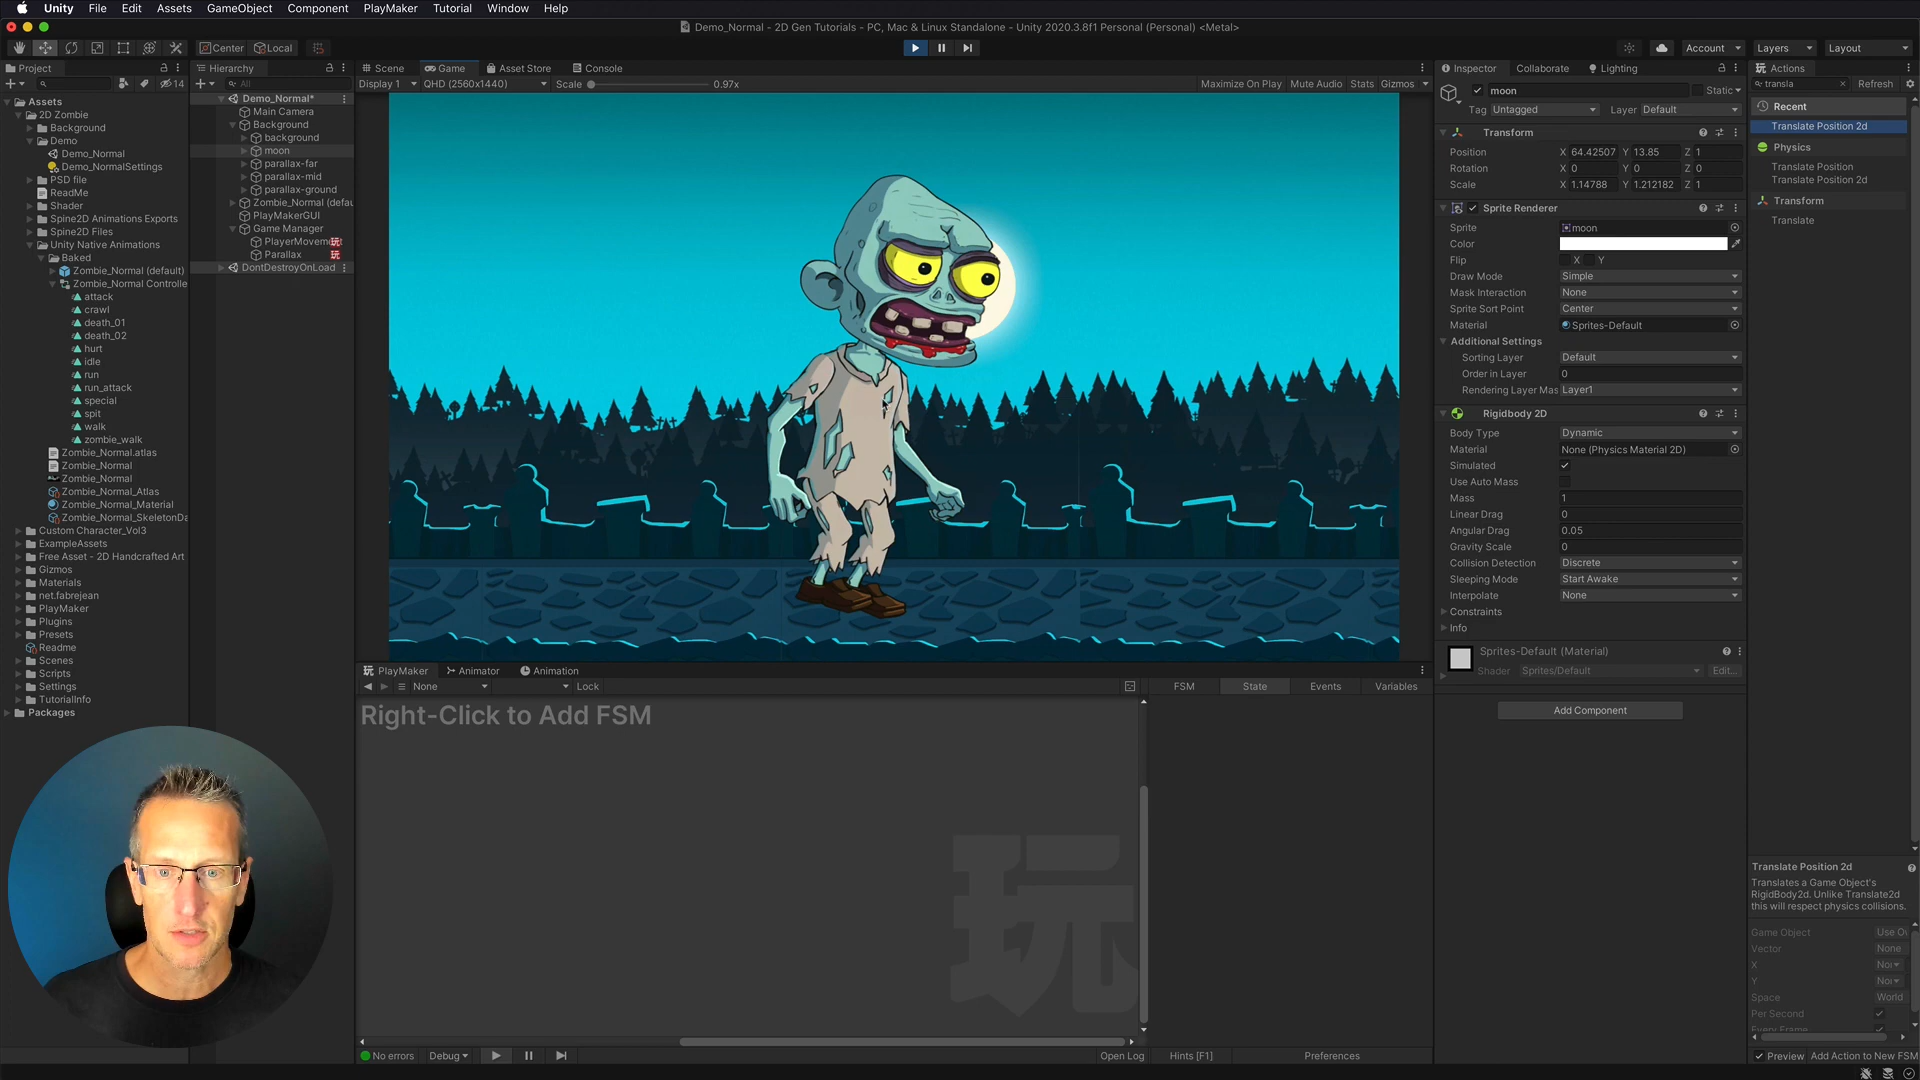 Unity File Edit Assets GameObject Component PlayMaker Tutorial Window Help
Demo_Normal - 2D Gen Tutorials - PC, Mac & Linux Standalone - Unity 2020.3.8f1 Personal (Personal) <Metal>
Center Local
Account Layers Layout
Project
14
Assets
2D Zombie
Background
Demo
Demo_Normal
Demo_NormalSettings
PSD file
ReadMe
Shader
Spine2D Animations Exports
Spine2D Files
Unity Native Animations
Baked
Zombie_Normal (default)
Zombie_Normal Controlle
attack
crawl
death_01
death_02
hurt
idle
run
run_attack
special
spit
walk
zombie_walk
Zombie_Normal.atlas
Zombie_Normal
Zombie_Normal
Zombie_Normal_Atlas
Zombie_Normal_Material
Zombie_Normal_SkeletonDa
Custom Character_Vol3
ExampleAssets
Free Asset - 2D Handcrafted Art
Gizmos
Materials
net.fabrejean
PlayMaker
Plugins
Presets
Readme
Scenes
Scripts
Settings
TutorialInfo
Packages
Hierarchy
All
Demo_Normal*
Main Camera
Background
background
moon
parallax-far
parallax-mid
parallax-ground
Zombie_Normal (defau
PlayMakerGUI
Game Manager
PlayerMovement
Parallax
DontDestroyOnLoad
Scene Game Asset Store Console
Display 1 QHD (2560x1440) Scale 0.97x Maximize On Play Mute Audio Stats Gizmos
PlayMaker Animator Animation
None Lock
FSM State Events Variables
Right-Click to Add FSM
玩
No errors Debug Open Log Hints [F1] Preferences
Inspector Collaborate Lighting
moon Static
Tag Untagged Layer Default
Transform
Position X 64.42507 Y 13.85 Z 1
Rotation X 0 Y 0 Z 0
Scale X 1.14788 Y 1.212182 Z 1
Sprite Renderer
Sprite moon
Color
Flip X Y
Draw Mode Simple
Mask Interaction None
Sprite Sort Point Center
Material Sprites-Default
Additional Settings
Sorting Layer Default
Order in Layer 0
Rendering Layer Mas Layer1
Rigidbody 2D
Body Type Dynamic
Material None (Physics Material 2D)
Simulated
Use Auto Mass
Mass 1
Linear Drag 0
Angular Drag 0.05
Gravity Scale 0
Collision Detection Discrete
Sleeping Mode Start Awake
Interpolate None
Constraints
Info
Sprites-Default (Material)
Shader Sprites/Default Edit...
Add Component
Actions
transla Refresh
Recent
Translate Position 2d
Physics
Translate Position
Translate Position 2d
Transform
Translate
Translate Position 2d
Translates a Game Object's
RigidBody2d. Unlike Translate2d
this will respect physics collisions.
Game Object Use Ov
Vector None
X
Y
Space World
Per Second
Every Frame
Preview Add Action to New FSM